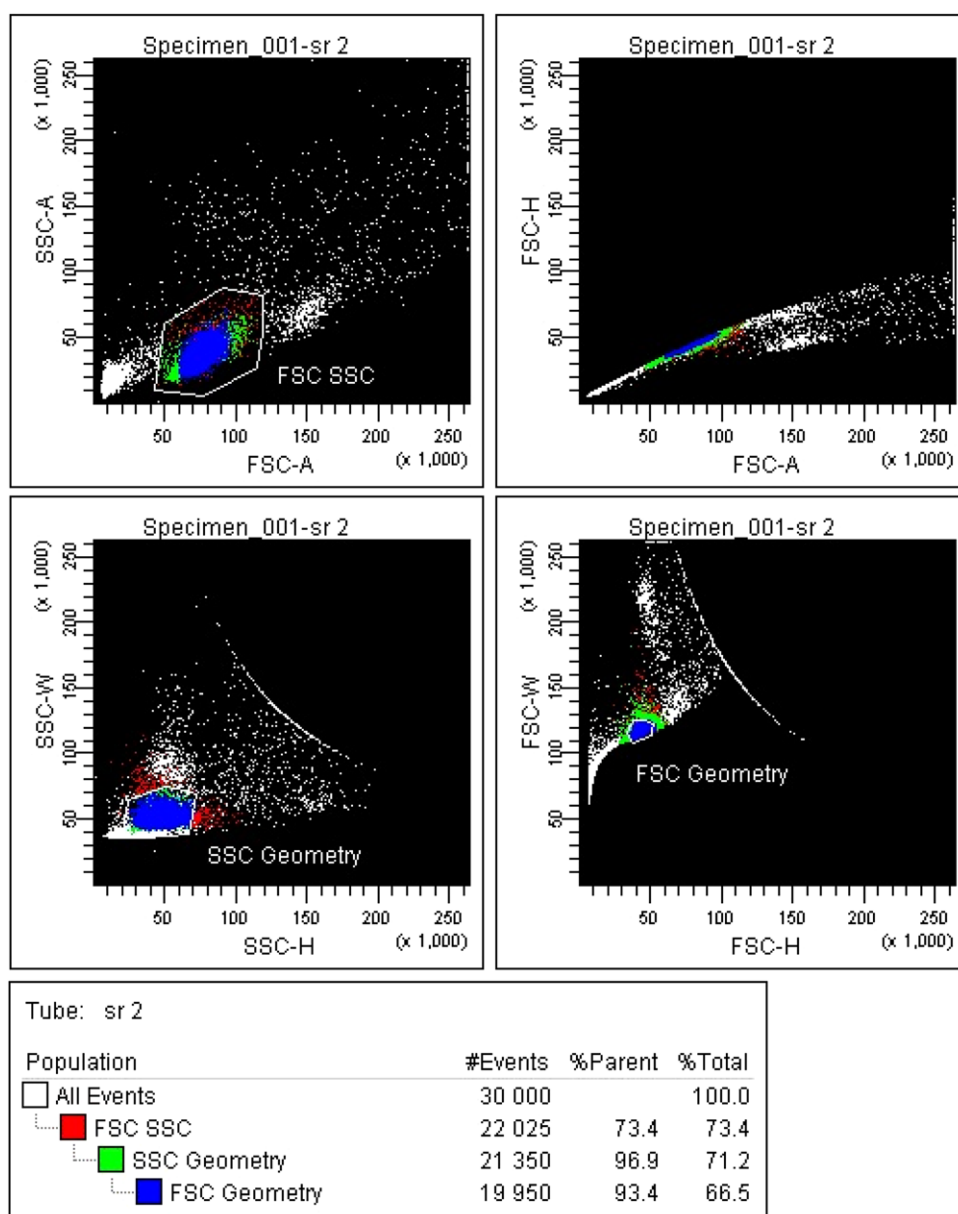 Specimen_001-sr 2
SSC-A
(x 1,000)
50 100 150 200 250
50 100 150 200 250
FSC-A
(x 1,000)
FSC SSC
Specimen_001-sr 2
FSC-H
(x 1,000)
50 100 150 200 250
50 100 150 200 250
FSC-A
(x 1,000)
Specimen_001-sr 2
SSC-W
(x 1,000)
50 100 150 200 250
SSC Geometry
50 100 150 200 250
SSC-H
(x 1,000)
Specimen_001-sr 2
FSC-W
(x 1,000)
50 100 150 200 250
FSC Geometry
50 100 150 200 250
FSC-H
(x 1,000)
Tube: sr 2
Population #Events %Parent %Total
All Events 30 000 100.0
FSC SSC 22 025 73.4 73.4
SSC Geometry 21 350 96.9 71.2
FSC Geometry 19 950 93.4 66.5